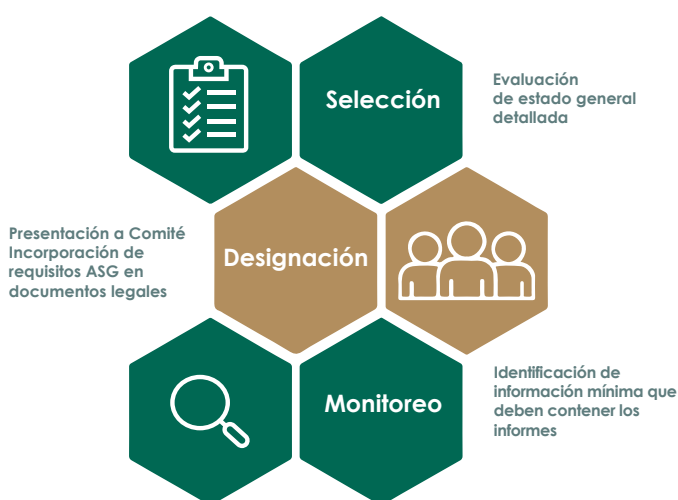 Selección
Evaluación
de estado general
detallada
Presentación a Comité
Incorporación de
requisitos ASG en
documentos legales
Designación
Monitoreo
Identificación de
información mínima que
deben contener los
informes